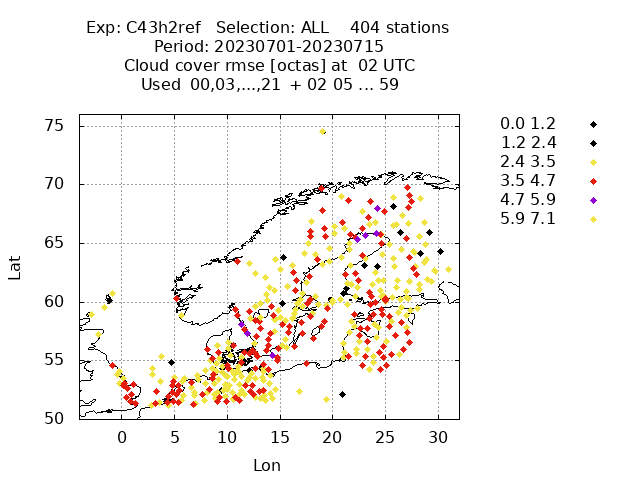 Exp: C43h2ref   Selection: ALL    404 stations
Period: 20230701-20230715
Cloud cover rmse [octas] at  02 UTC
Used  00,03,...,21  + 02 05 ... 59
75
70
65
60
55
50
0 5 10 15 20 25 30
Lat
Lon
0.0 1.2
1.2 2.4
2.4 3.5
3.5 4.7
4.7 5.9
5.9 7.1